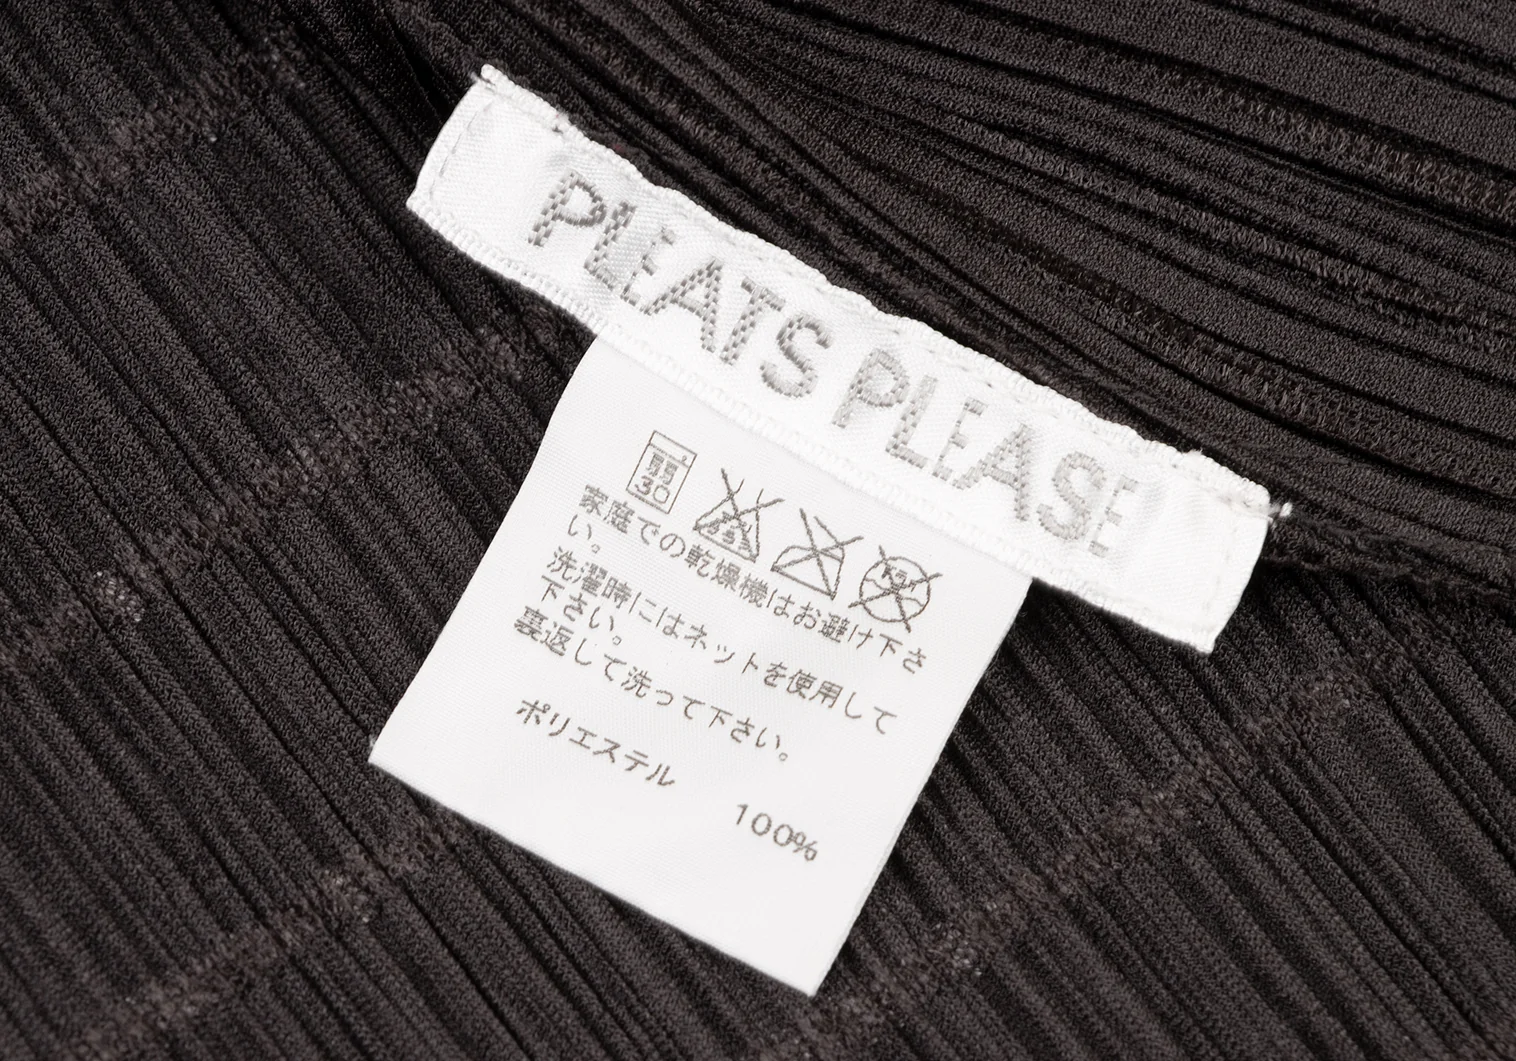 PLEATS PLEASE
弱
30
家庭での乾燥機はお避け下さ
い。
洗濯時にはネットを使用して
下さい。
裏返して洗って下さい。
ポリエステル
100%